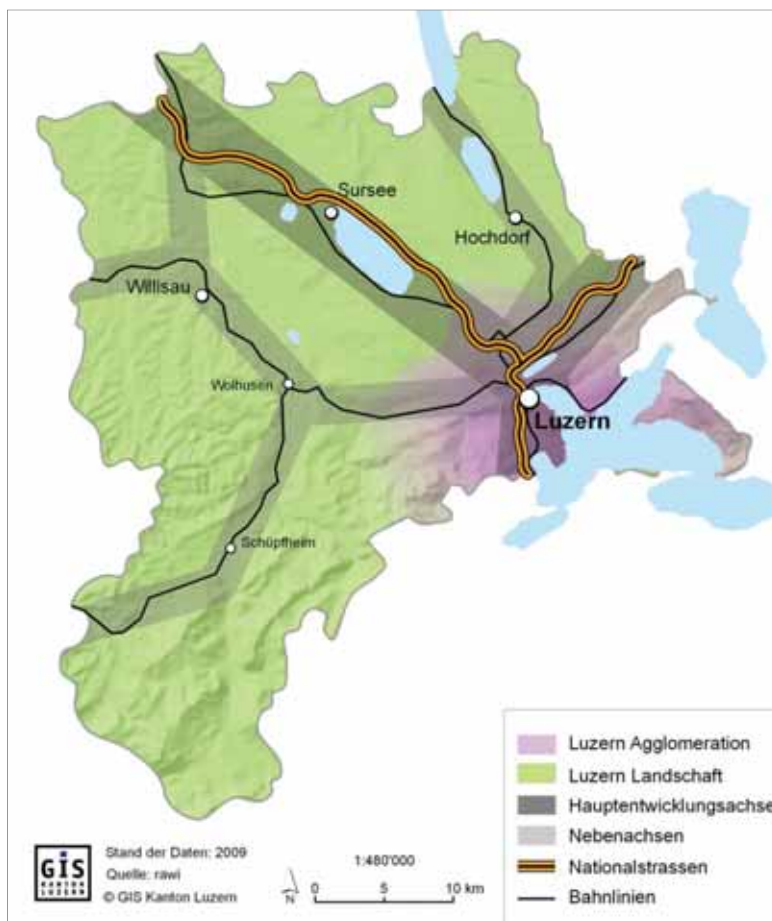 Sursee
Hochdorf
Willisau
Wolhusen
Luzern
Schüpfheim
Luzern Agglomeration
Luzern Landschaft
Hauptentwicklungsachse
Nebenachsen
Nationalstrassen
Bahnlinien
GIS
KANTON
LUZERN
Stand der Daten: 2009
Quelle: rawi
© GIS Kanton Luzern
1:480'000
0 5 10 km